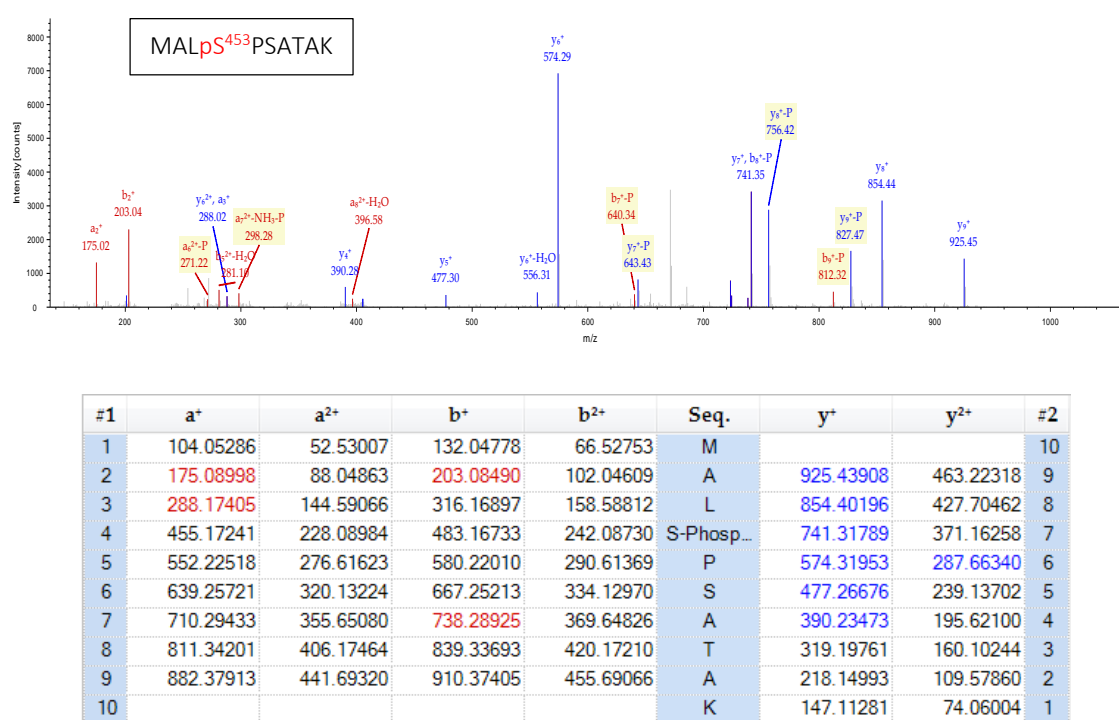 MALpS⁴⁵³PSATAK
Intensity [counts]
8000
7000
6000
5000
4000
3000
2000
1000
0
a₂⁺
175.02
b₂⁺
203.04
a₆²⁺-P
271.22
y₆²⁺, a₃⁺
288.02
b₅²⁺-H₂O
281.10
a₇²⁺-NH₃-P
298.28
y₄⁺
390.28
a₈²⁺-H₂O
396.58
y₅⁺
477.30
y₆⁺-H₂O
556.31
y₆⁺
574.29
b₇⁺-P
640.34
y₇⁺-P
643.43
y₇⁺, b₈⁺-P
741.35
y₈⁺-P
756.42
b₉⁺-P
812.32
y₉⁺-P
827.47
y₈⁺
854.44
y₉⁺
925.45
200 300 400 500 600 700 800 900 1000
m/z
#1 a⁺ a²⁺ b⁺ b²⁺ Seq. y⁺ y²⁺ #2
1 104.05286 52.53007 132.04778 66.52753 M 10
2 175.08998 88.04863 203.08490 102.04609 A 925.43908 463.22318 9
3 288.17405 144.59066 316.16897 158.58812 L 854.40196 427.70462 8
4 455.17241 228.08984 483.16733 242.08730 S-Phosp... 741.31789 371.16258 7
5 552.22518 276.61623 580.22010 290.61369 P 574.31953 287.66340 6
6 639.25721 320.13224 667.25213 334.12970 S 477.26676 239.13702 5
7 710.29433 355.65080 738.28925 369.64826 A 390.23473 195.62100 4
8 811.34201 406.17464 839.33693 420.17210 T 319.19761 160.10244 3
9 882.37913 441.69320 910.37405 455.69066 A 218.14993 109.57860 2
10 K 147.11281 74.06004 1